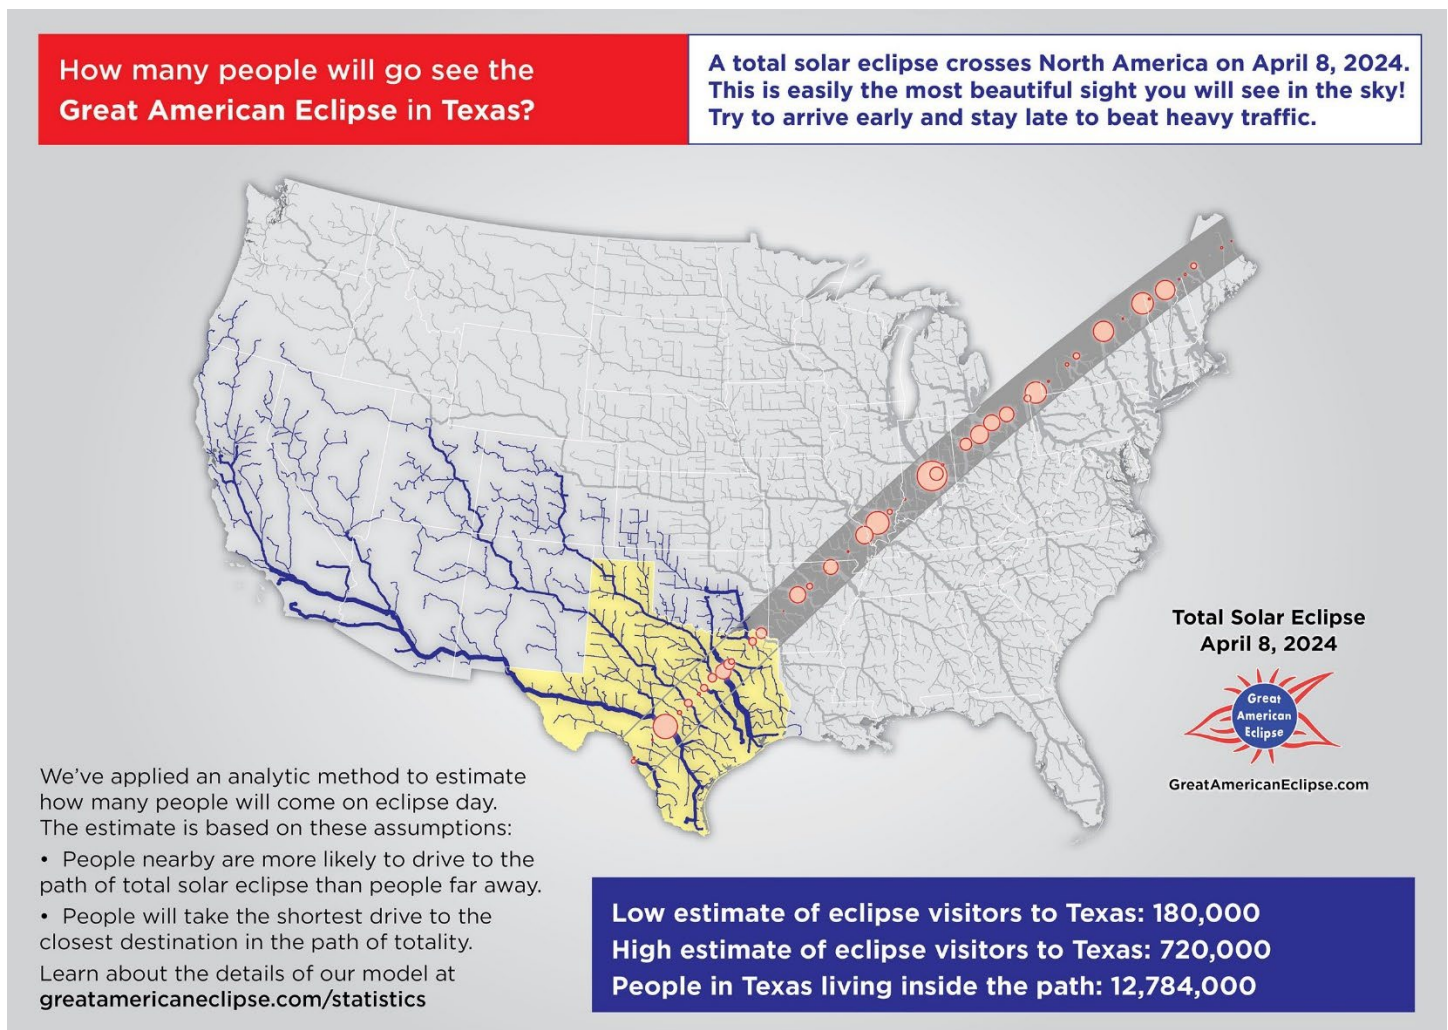 How many people will go see the
Great American Eclipse in Texas?
A total solar eclipse crosses North America on April 8, 2024.
This is easily the most beautiful sight you will see in the sky!
Try to arrive early and stay late to beat heavy traffic.
Total Solar Eclipse
April 8, 2024
Great
American
Eclipse
GreatAmericanEclipse.com
We've applied an analytic method to estimate
how many people will come on eclipse day.
The estimate is based on these assumptions:
• People nearby are more likely to drive to the
path of total solar eclipse than people far away.
• People will take the shortest drive to the
closest destination in the path of totality.
Learn about the details of our model at
greatamericaneclipse.com/statistics
Low estimate of eclipse visitors to Texas: 180,000
High estimate of eclipse visitors to Texas: 720,000
People in Texas living inside the path: 12,784,000